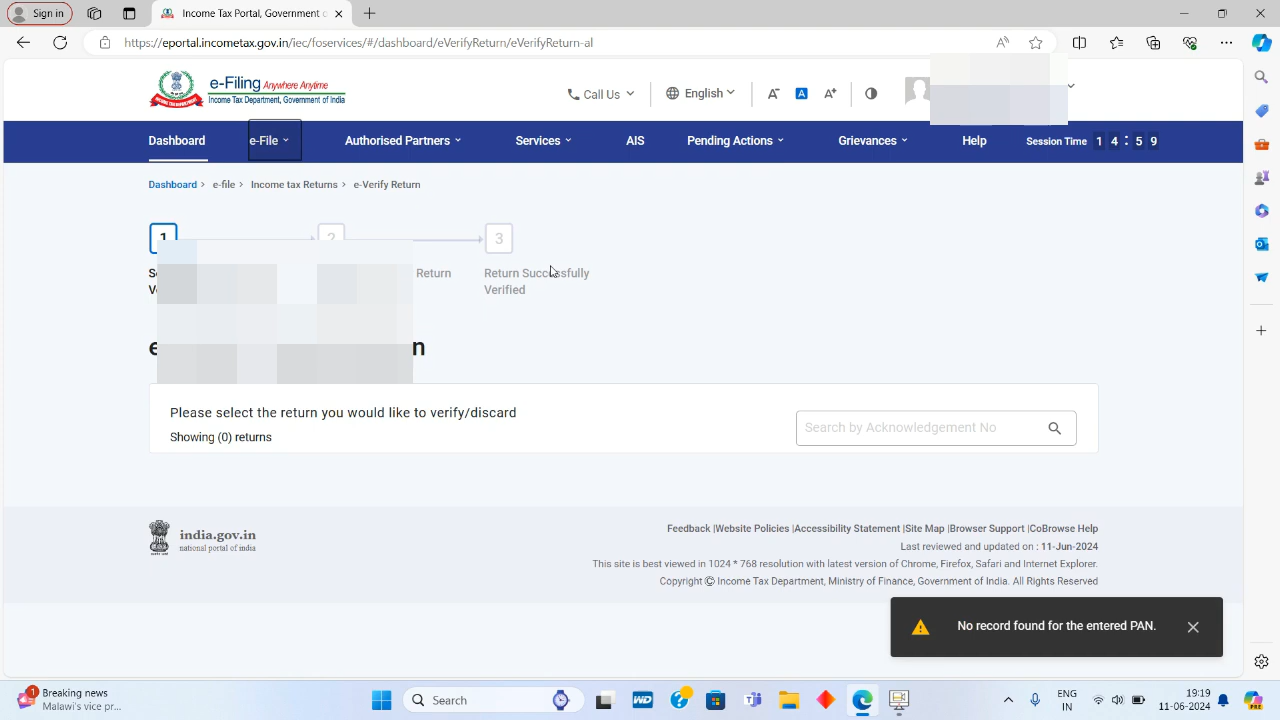 Sign in
Income Tax Portal, Government o
https://eportal.incometax.gov.in/iec/foservices/#/dashboard/eVerifyReturn/eVerifyReturn-al
e-Filing Anywhere Anytime
Income Tax Department, Government of India
Call Us
English
A-
A
A+
Dashboard
e-File
Authorised Partners
Services
AIS
Pending Actions
Grievances
Help
Session Time 1 4 : 5 9
Dashboard > e-file > Income tax Returns > e-Verify Return
1
2
3
Return
Return Successfully
Verified
Please select the return you would like to verify/discard
Showing (0) returns
Search by Acknowledgement No
india.gov.in
national portal of india
Feedback |Website Policies |Accessibility Statement |Site Map |Browser Support |CoBrowse Help
Last reviewed and updated on : 11-Jun-2024
This site is best viewed in 1024 * 768 resolution with latest version of Chrome, Firefox, Safari and Internet Explorer.
Copyright © Income Tax Department, Ministry of Finance, Government of India. All Rights Reserved
No record found for the entered PAN.
1
Breaking news
Malawi's vice pr...
Search
WD
ENG
IN
19:19
11-06-2024
PRE